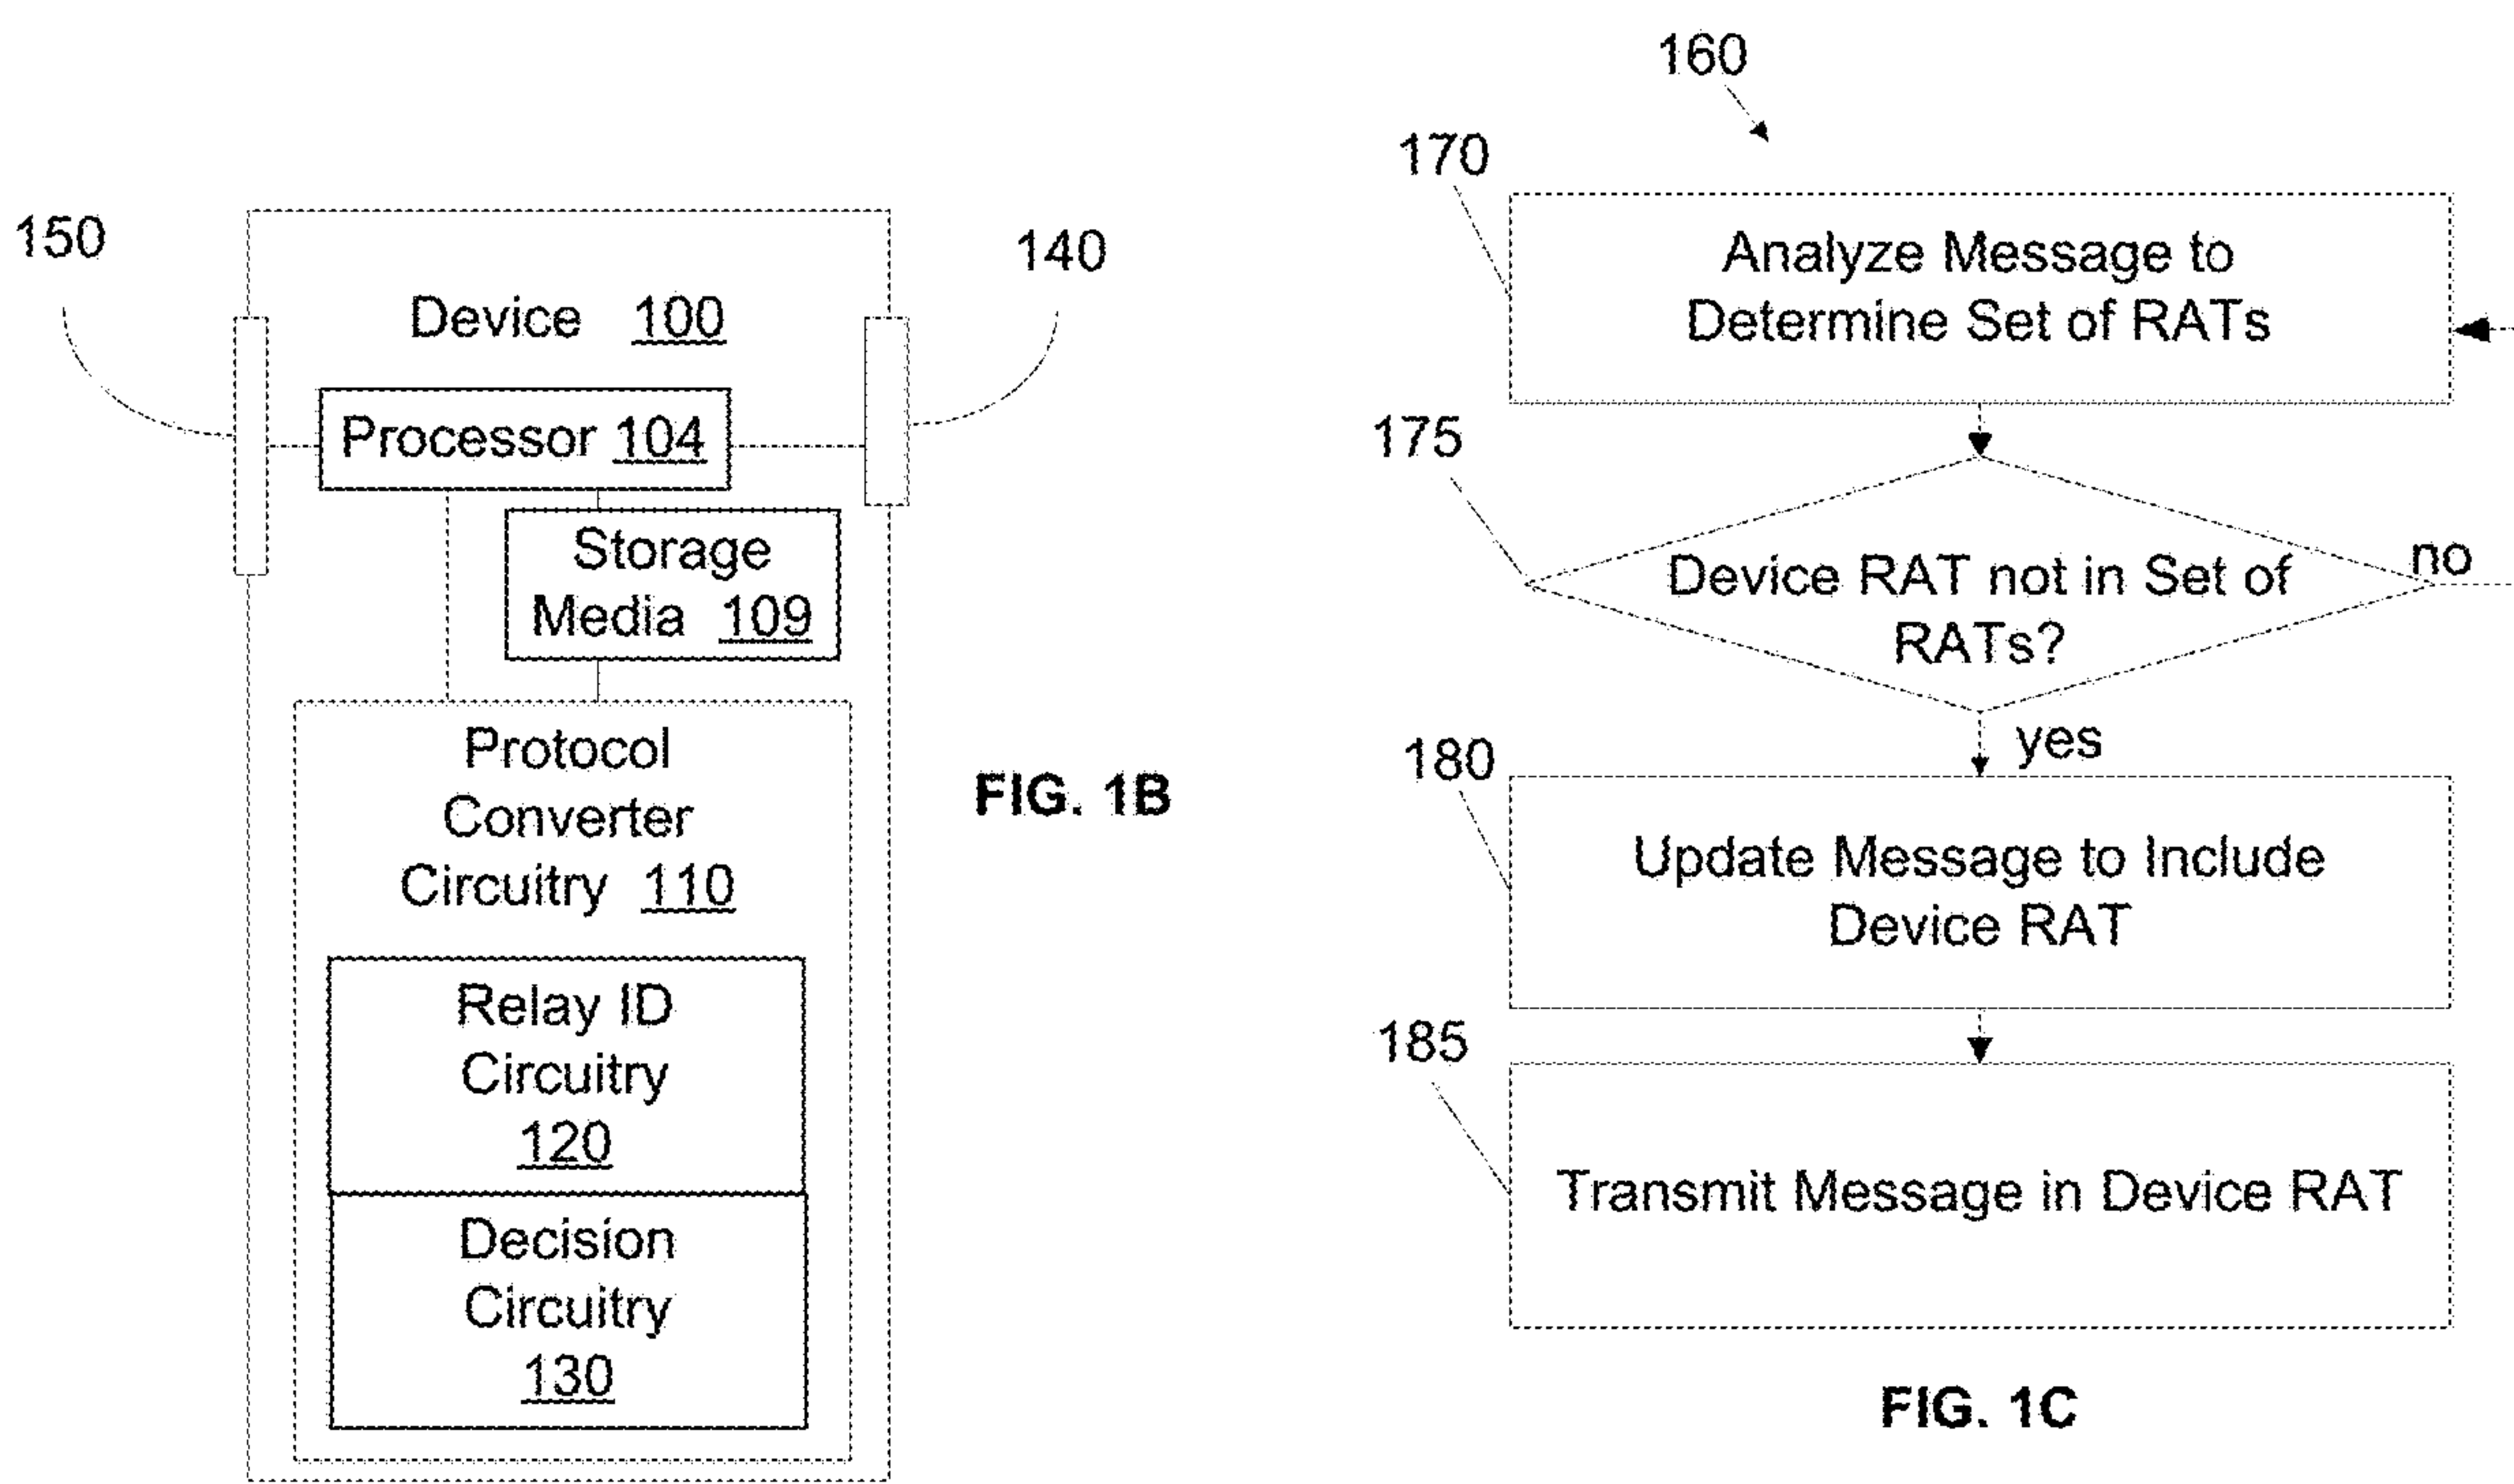 150
140
Device 100
Processor 104
Storage
Media 109
Protocol
Converter
Circuitry 110
Relay ID
Circuitry
120
Decision
Circuitry
130
FIG. 1B
160
170
Analyze Message to
Determine Set of RATs
175
Device RAT not in Set of
RATs?
no
yes
180
Update Message to Include
Device RAT
185
Transmit Message in Device RAT
FIG. 1C